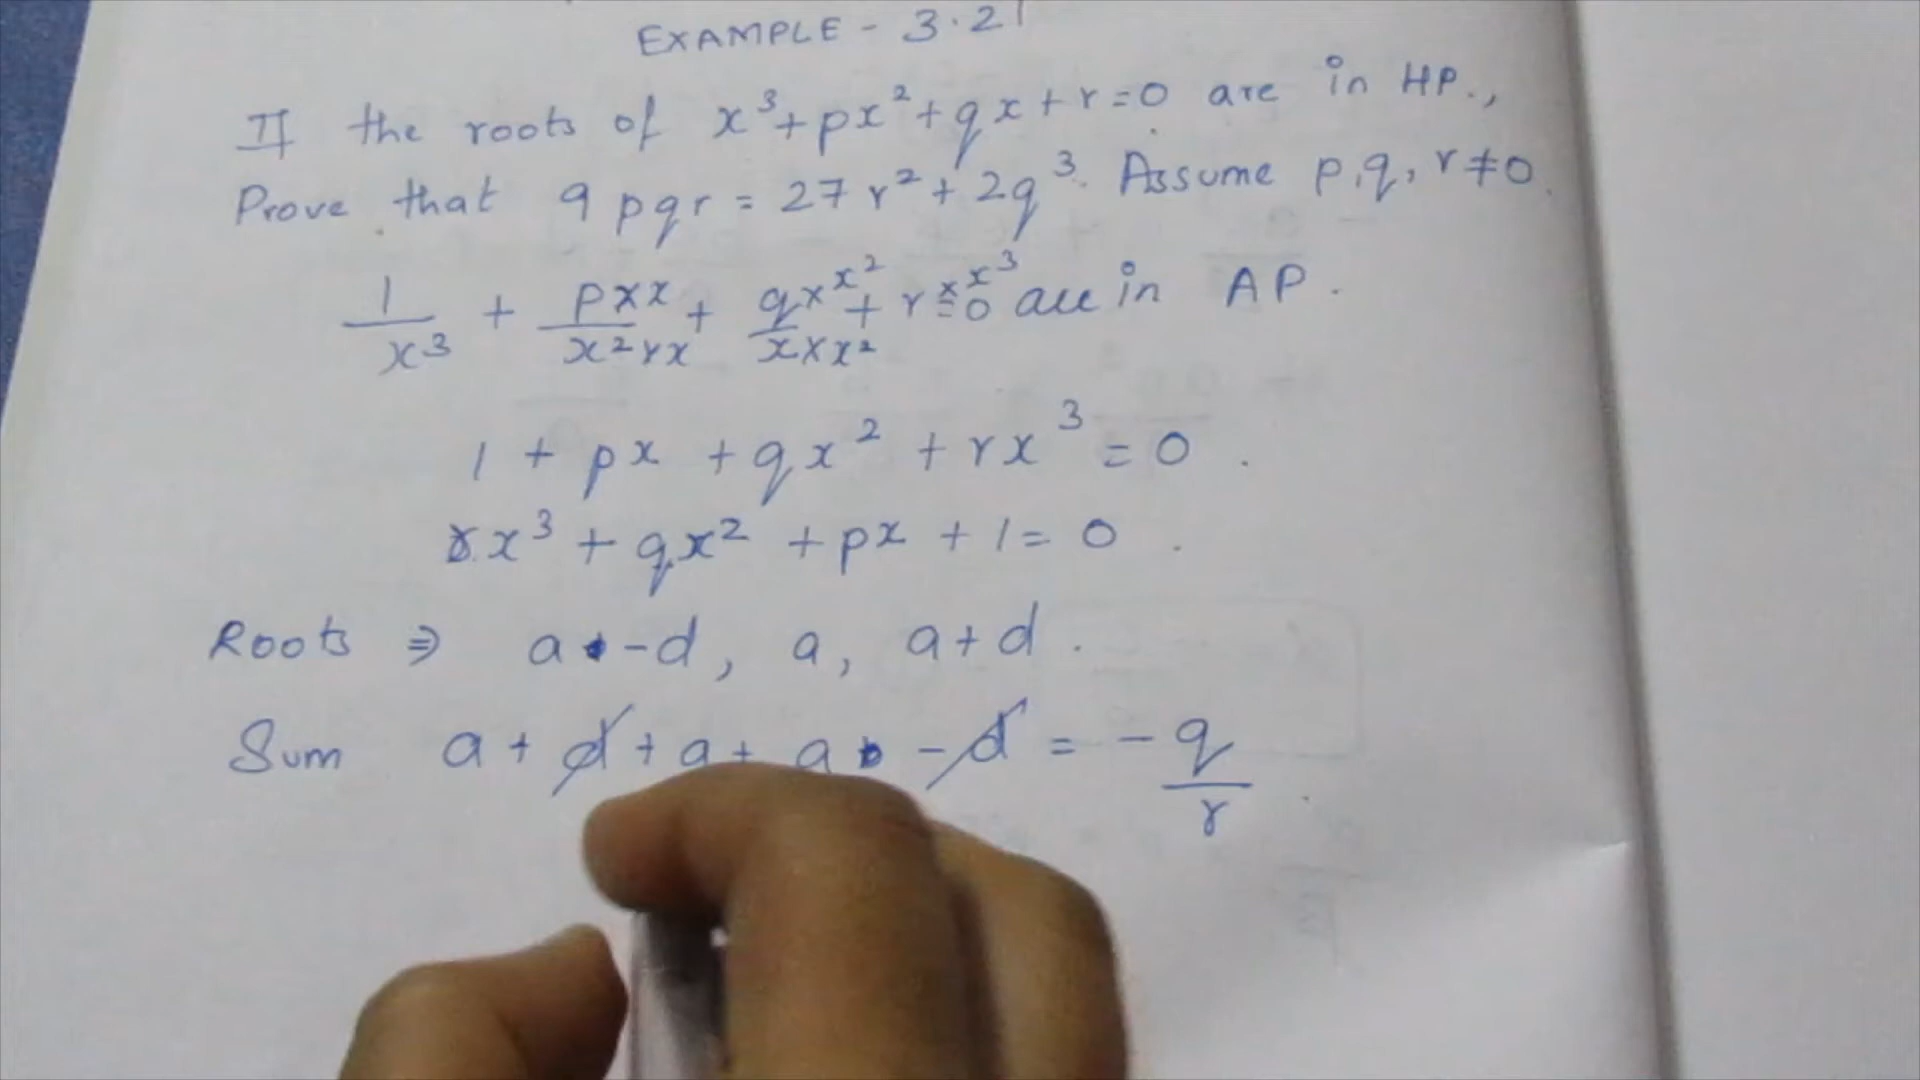 EXAMPLE - 3.21
If the roots of x³+px²+qx+r=0 are in HP.,
Prove that 9pqr = 27r²+2q³. Assume p,q,r≠0.
1/x³ + p×x/x²×x + q×x²/x×x² + r×x³=0 are in AP.
1 + px + qx² + rx³ = 0.
rx³ + qx² + px + 1 = 0.
Roots ⇒ a-d, a, a+d.
Sum a+d+a+a-d = -q/r